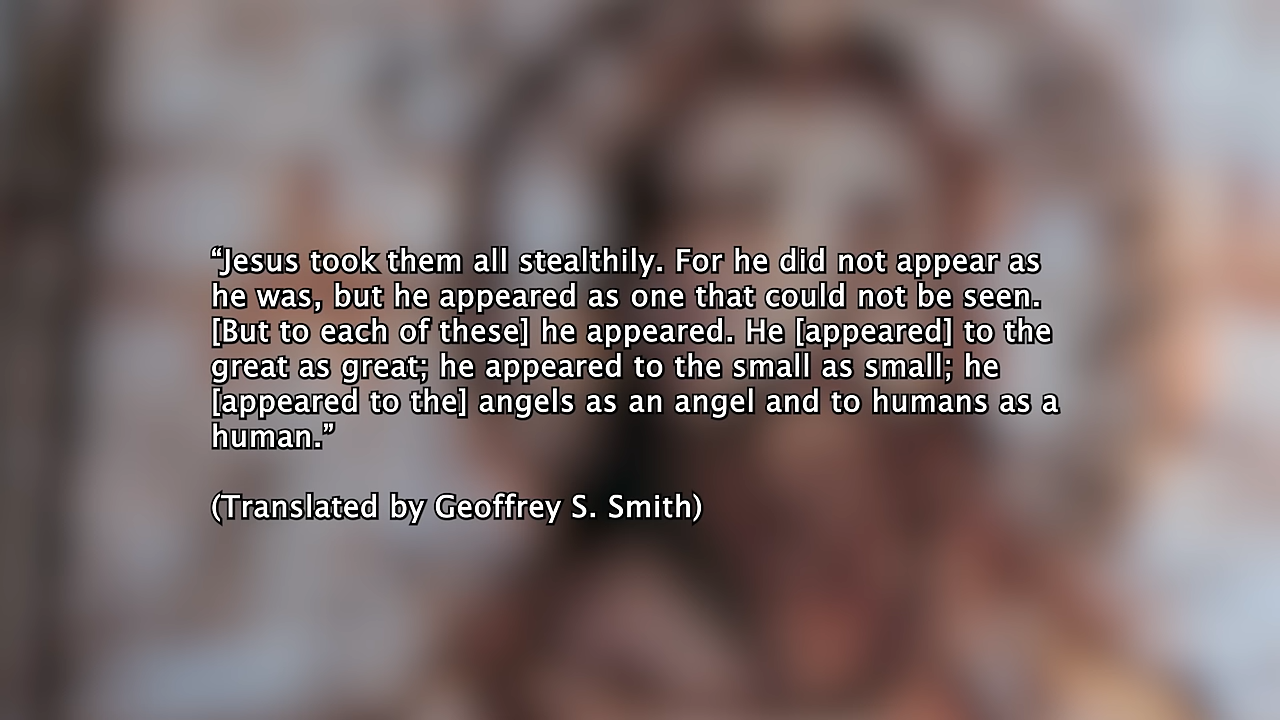 “Jesus took them all stealthily. For he did not appear as
he was, but he appeared as one that could not be seen.
[But to each of these] he appeared. He [appeared] to the
great as great; he appeared to the small as small; he
[appeared to the] angels as an angel and to humans as a
human.”
(Translated by Geoffrey S. Smith)